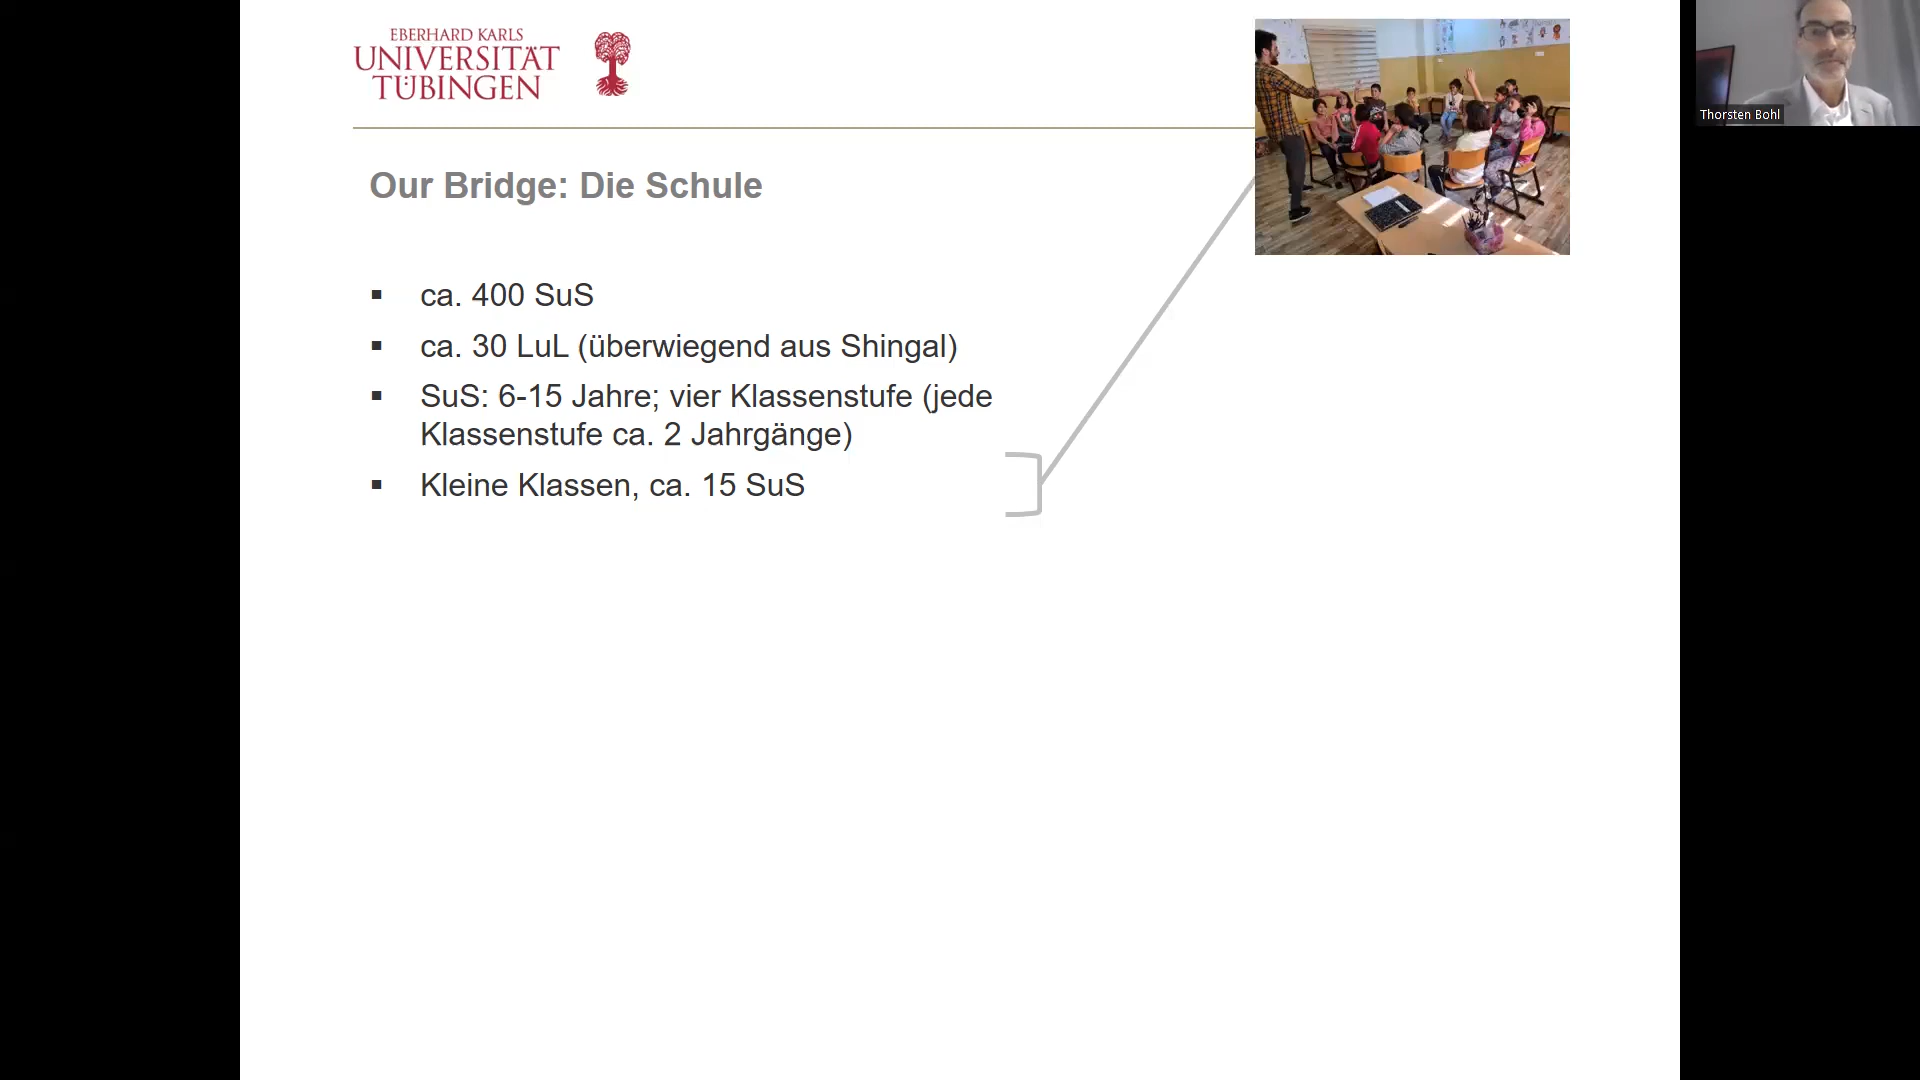 EBERHARD KARLS
UNIVERSITÄT
TÜBINGEN
Thorsten Bohl
Our Bridge: Die Schule
▪ ca. 400 SuS
▪ ca. 30 LuL (überwiegend aus Shingal)
▪ SuS: 6-15 Jahre; vier Klassenstufe (jede
Klassenstufe ca. 2 Jahrgänge)
▪ Kleine Klassen, ca. 15 SuS